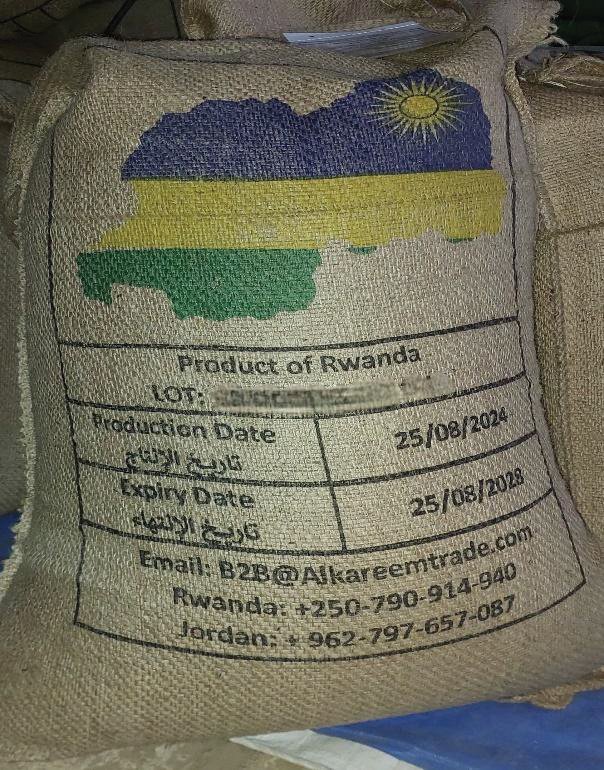 Product of Rwanda
LOT:
Production Date
تاريخ الإنتاج
25/08/2024
Expiry Date
تاريخ الإنتهاء
25/08/2028
Email: B2B@Alkareemtrade.com
Rwanda: +250-790-914-940
Jordan: + 962-797-657-087